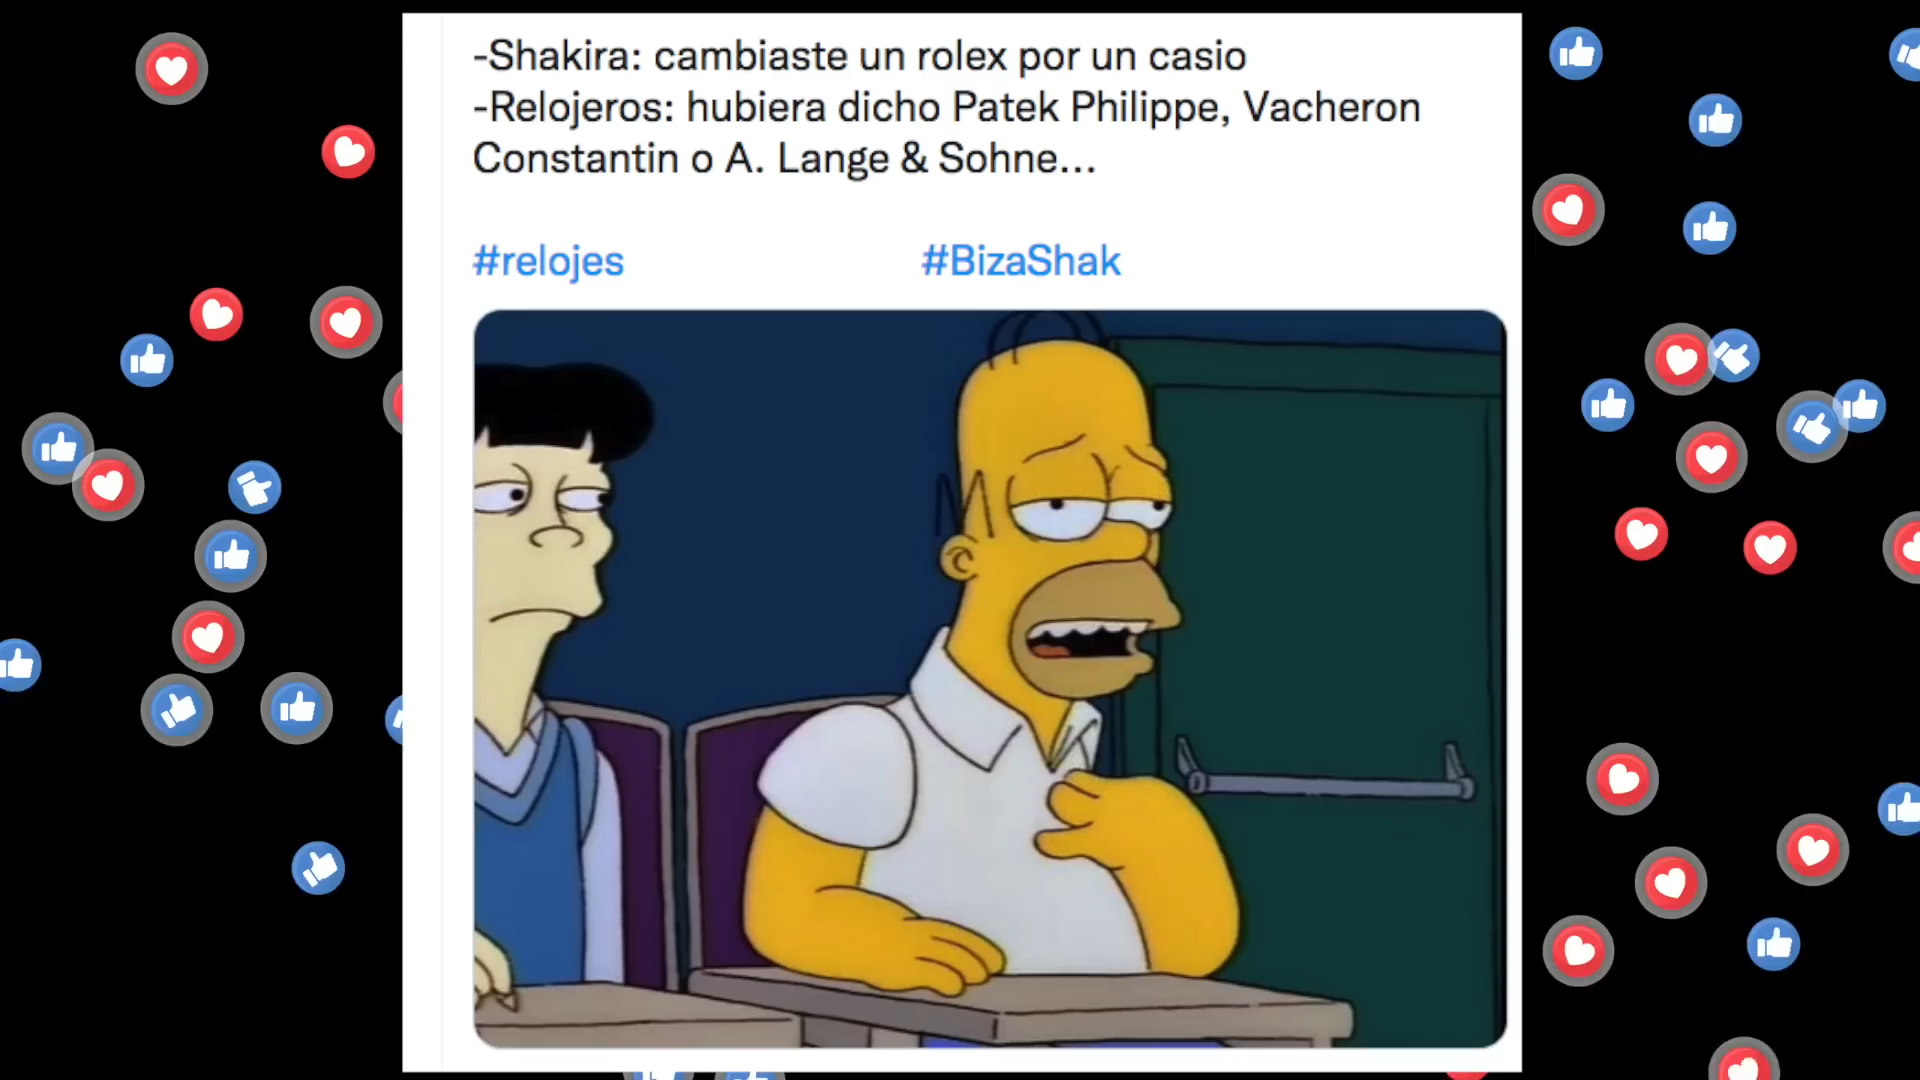 -Shakira: cambiaste un rolex por un casio
-Relojeros: hubiera dicho Patek Philippe, Vacheron
Constantin o A. Lange & Sohne...
#relojes #BizaShak